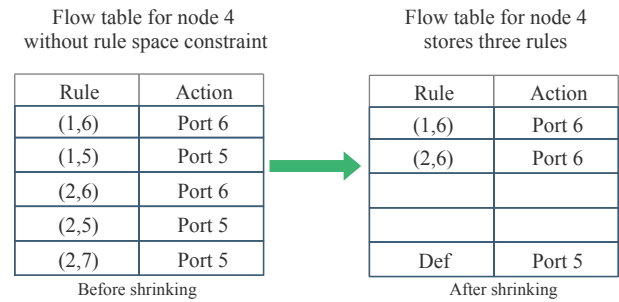 Flow table for node 4
without rule space constraint
Rule Action
(1,6) Port 6
(1,5) Port 5
(2,6) Port 6
(2,5) Port 5
(2,7) Port 5
Before shrinking
Flow table for node 4
stores three rules
Rule Action
(1,6) Port 6
(2,6) Port 6
Def Port 5
After shrinking